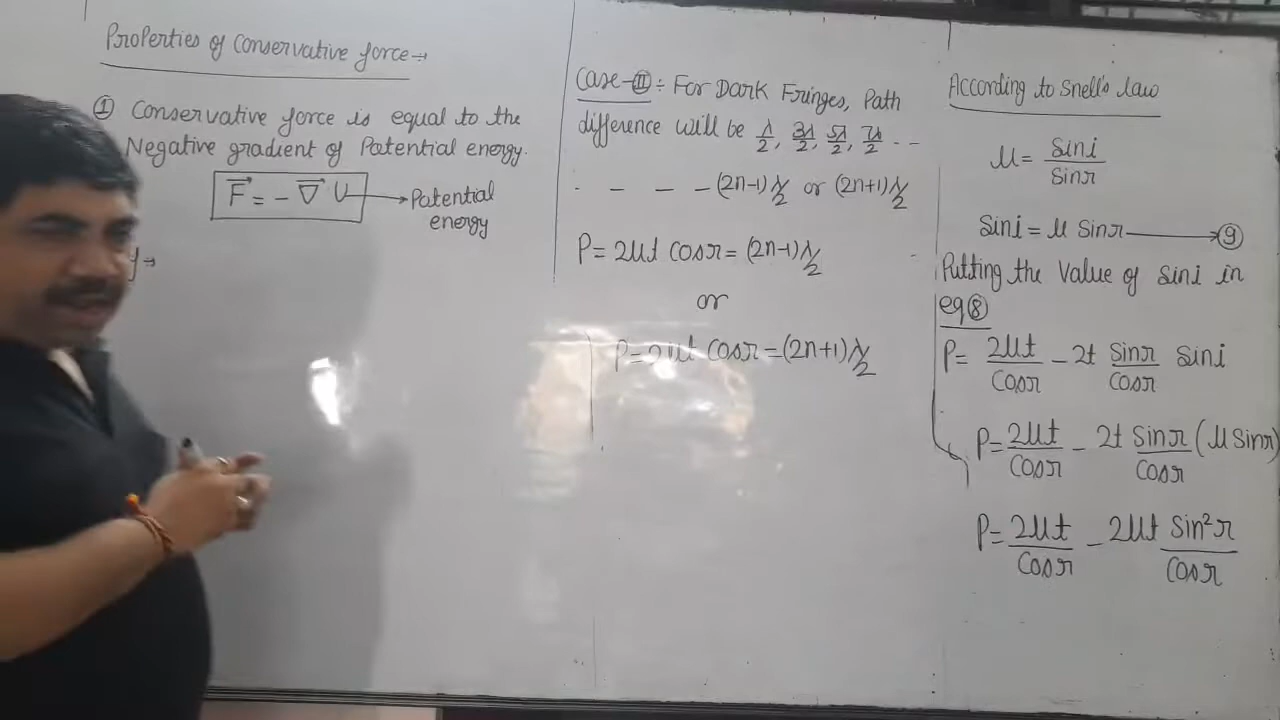 Properties of Conservative force→
① Conservative force is equal to the
Negative gradient of Potential energy.
F⃗ = - ∇⃗ U → Potential
energy
y→
Case-Ⅲ ÷ For Dark Fringes, Path
difference will be λ/2, 3λ/2, 5λ/2, 7λ/2 - -
- - - - (2n-1)λ/2 or (2n+1)λ/2
P= 2μt cosr = (2n-1)λ/2
or
P=2μt cosr =(2n+1)λ/2
According to Snell's law
μ = sini/sinr
sini = μ sinr → ⑨
Putting the value of sini in
eq⑧
P= 2μt/cosr - 2t sinr/cosr sini
P= 2μt/cosr - 2t sinr/cosr (μ sinr)
P= 2μt/cosr - 2μt sin²r/cosr